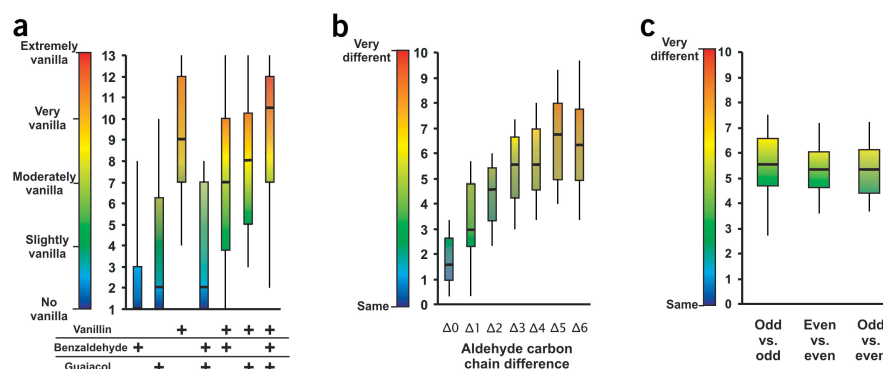 a
Extremely
vanilla
Very
vanilla
Moderately
vanilla
Slightly
vanilla
No
vanilla
13
12
11
10
9
8
7
6
5
4
3
2
1
Vanillin + + + +
Benzaldehyde + + + +
Guaiacol + + + +
b
Very
different
Same
10
9
8
7
6
5
4
3
2
1
0
Δ0 Δ1 Δ2 Δ3 Δ4 Δ5 Δ6
Aldehyde carbon
chain difference
c
Very
different
Same
10
9
8
7
6
5
4
3
2
1
0
Odd
vs.
odd
Even
vs.
even
Odd
vs.
even